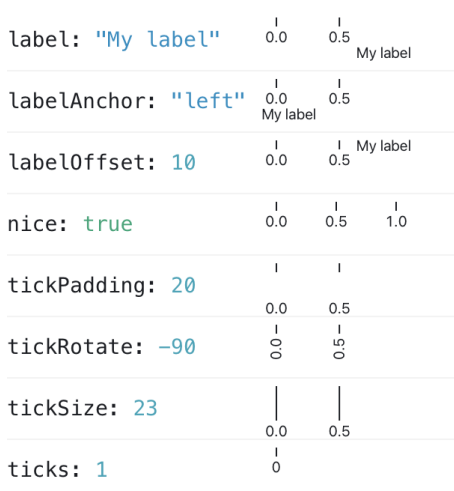 label: "My label" 0.0 0.5
My label
labelAnchor: "left" 0.0 0.5
My label
labelOffset: 10 0.0 0.5 My label
nice: true 0.0 0.5 1.0
tickPadding: 20
0.0 0.5
tickRotate: -90 0.0 0.5
tickSize: 23
0.0 0.5
ticks: 1 0